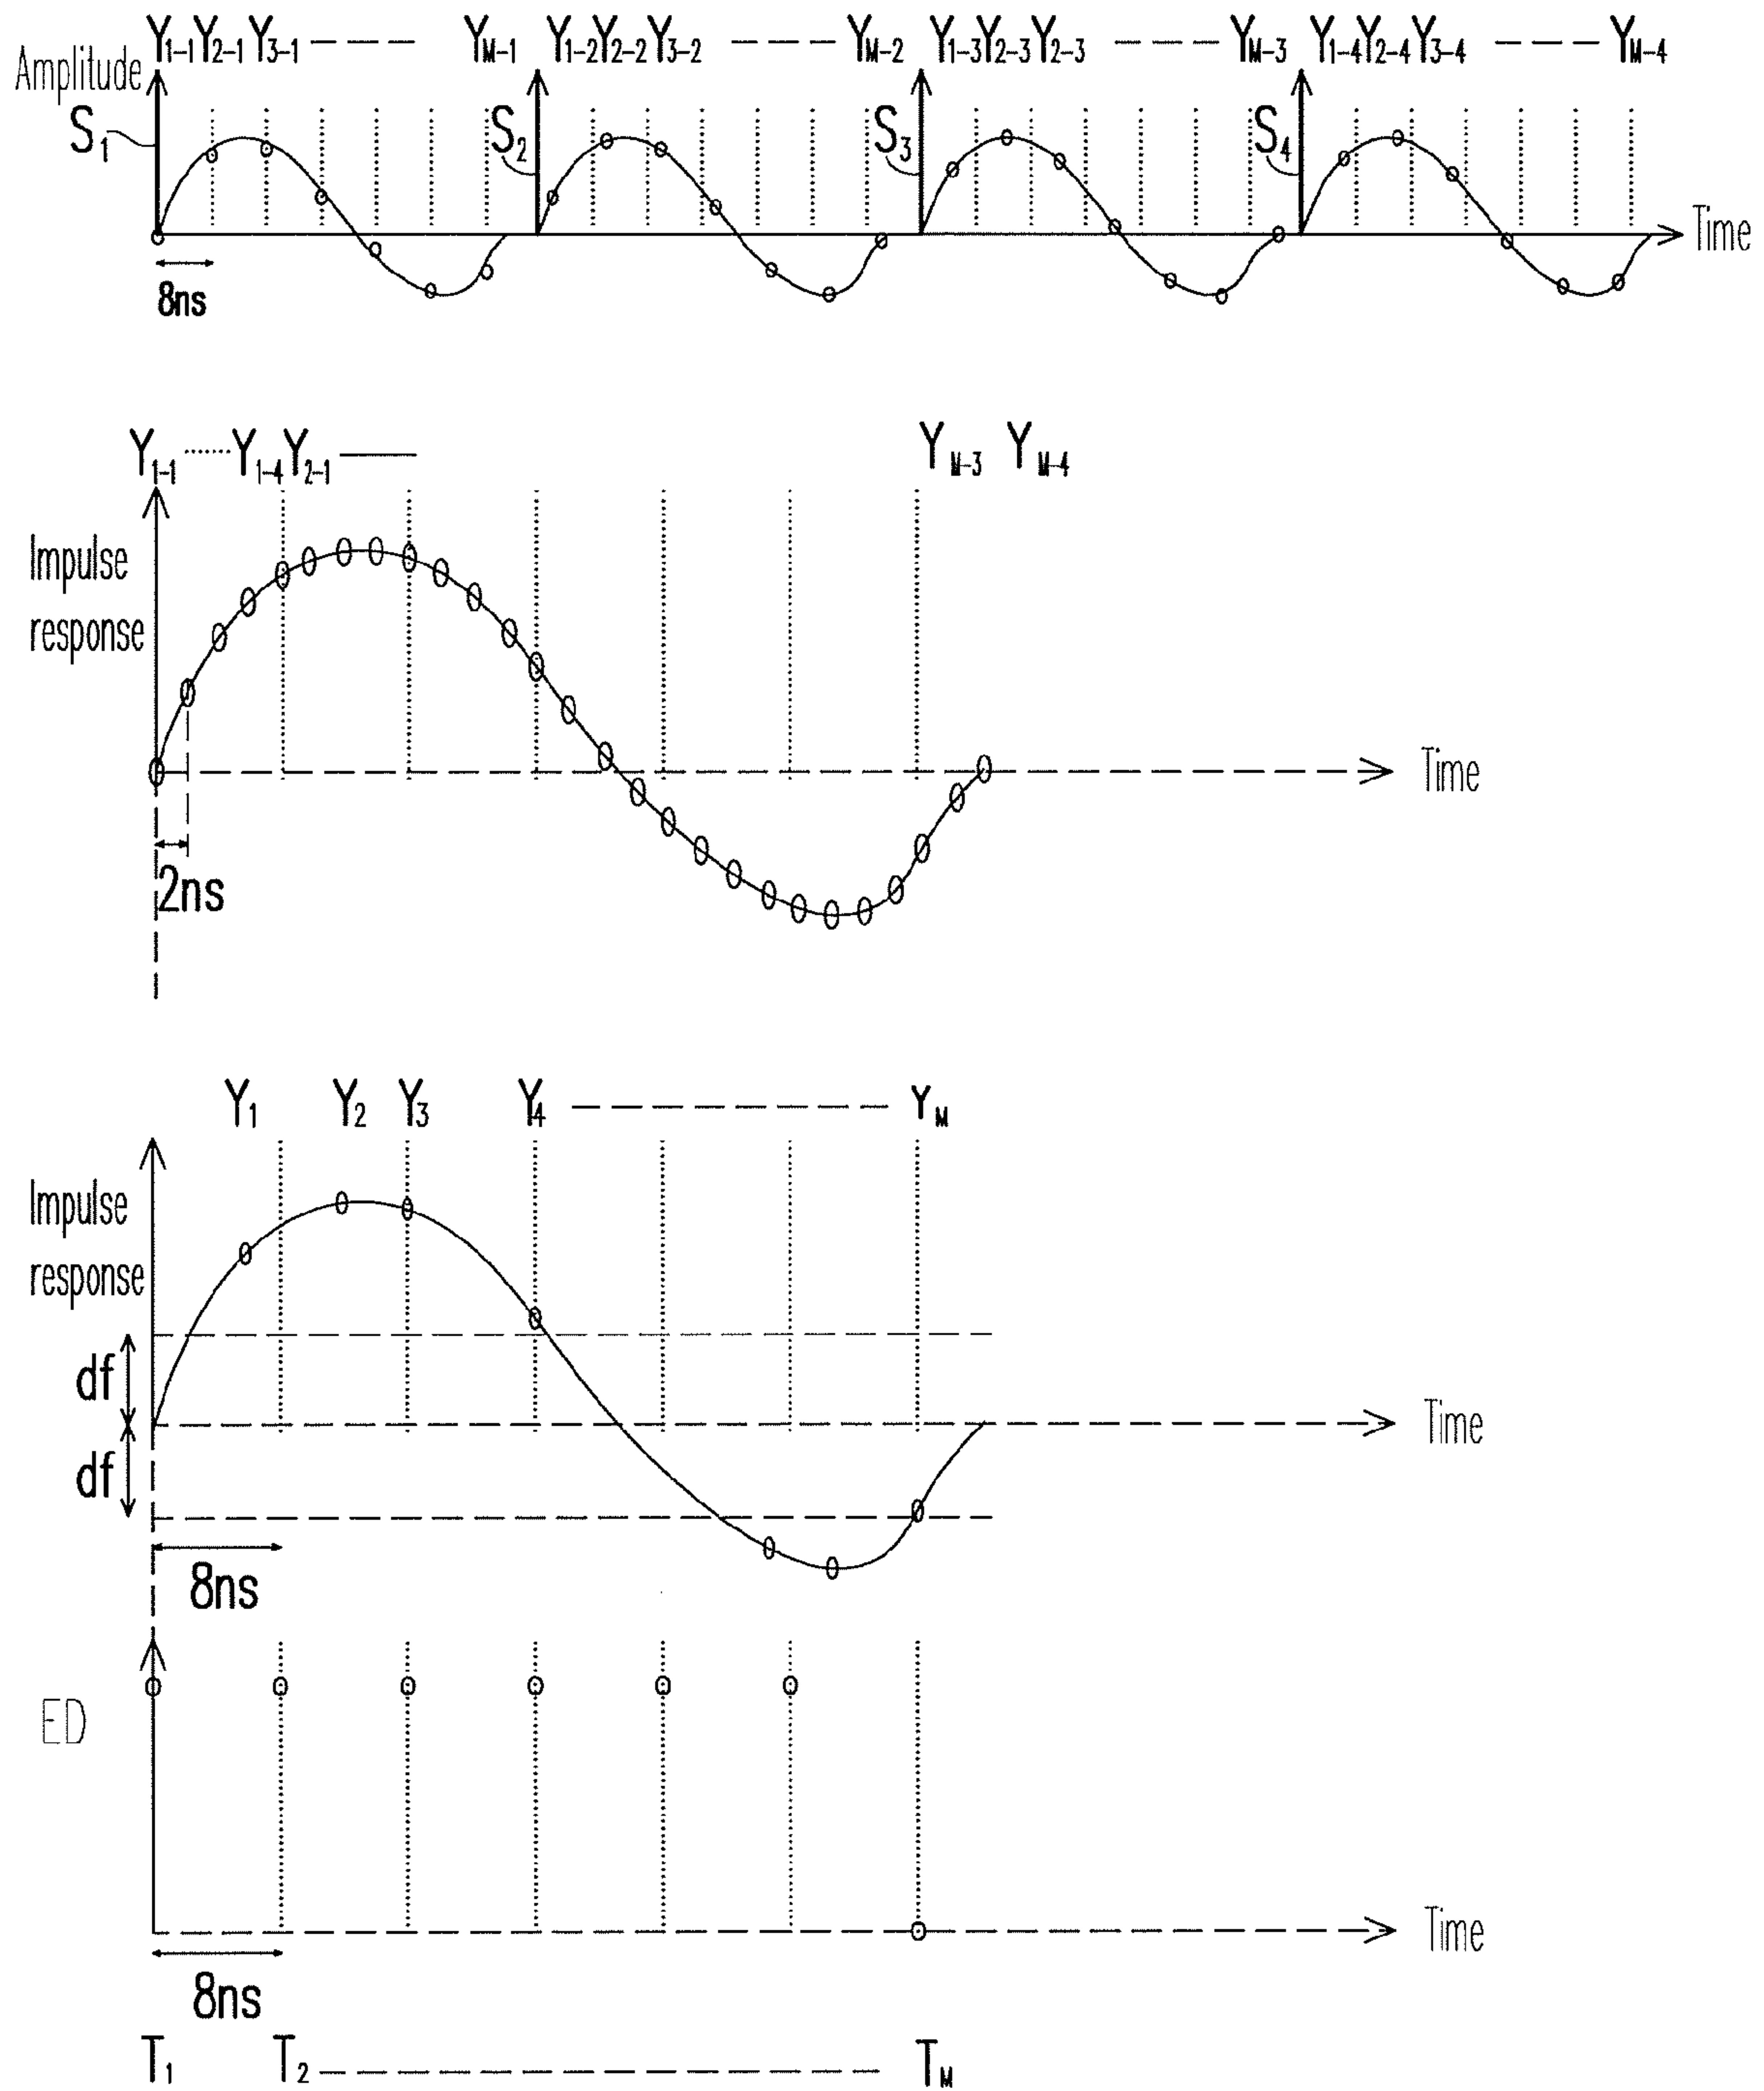 Y1-1 Y2-1 Y3-1 YM-1 Y1-2 Y2-2 Y3-2 YM-2 Y1-3 Y2-3 Y2-3 YM-3 Y1-4 Y2-4 Y3-4 YM-4
Amplitude
S1 S2 S3 S4
Time
8ns
Y1-1 Y1-4 Y2-1 YM-3 YM-4
Impulse
response
Time
2ns
Y1 Y2 Y3 Y4 YM
Impulse
response
df
Time
df
8ns
ED
Time
8ns
T1 T2 TM